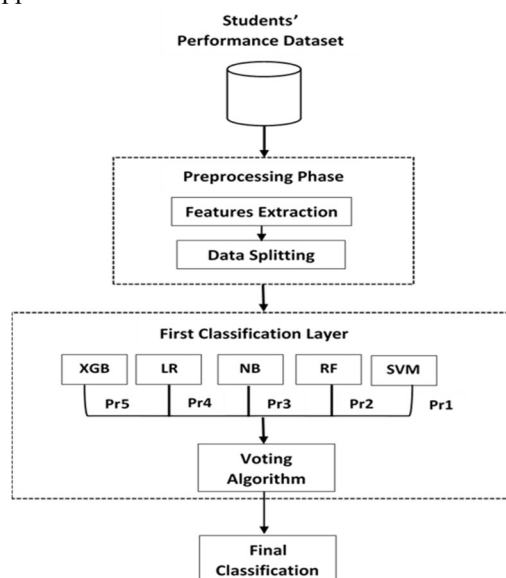 Students'
Performance Dataset
Preprocessing Phase
Features Extraction
Data Splitting
First Classification Layer
XGB LR NB RF SVM
Pr5 Pr4 Pr3 Pr2 Pr1
Voting
Algorithm
Final
Classification